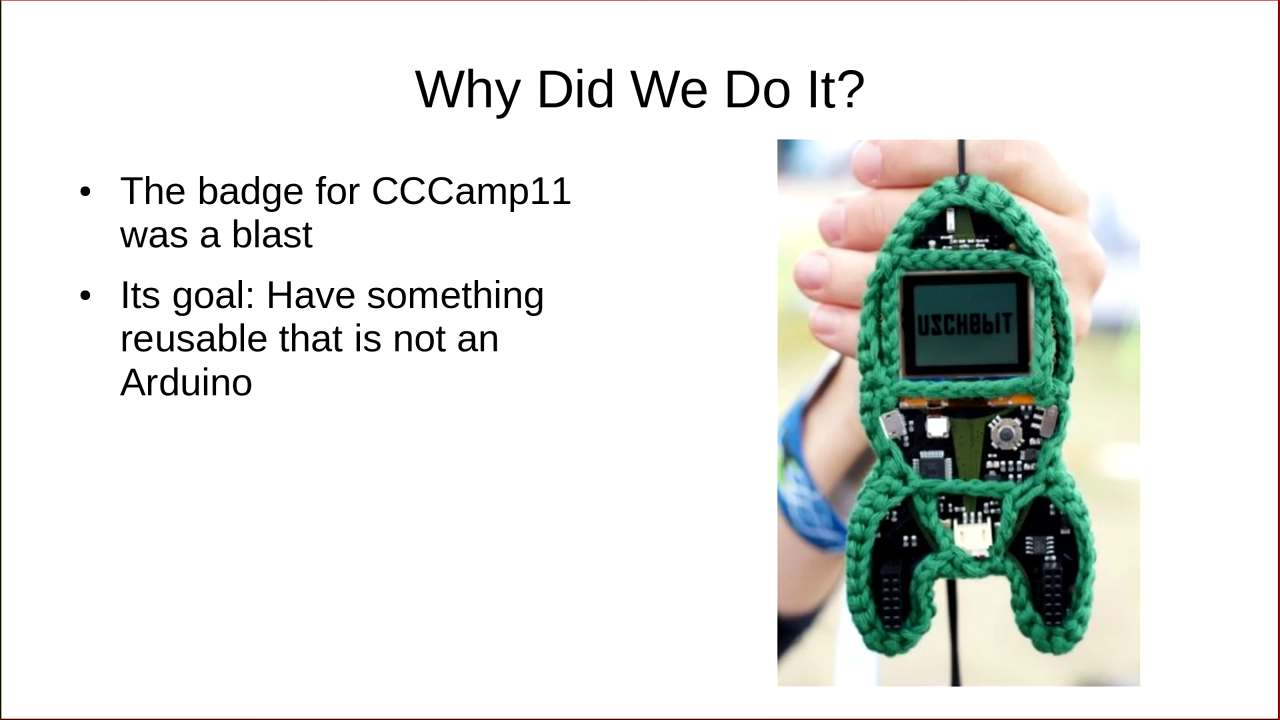 Why Did We Do It?
• The badge for CCCamp11
was a blast
• Its goal: Have something
reusable that is not an
Arduino
USCHEbIT